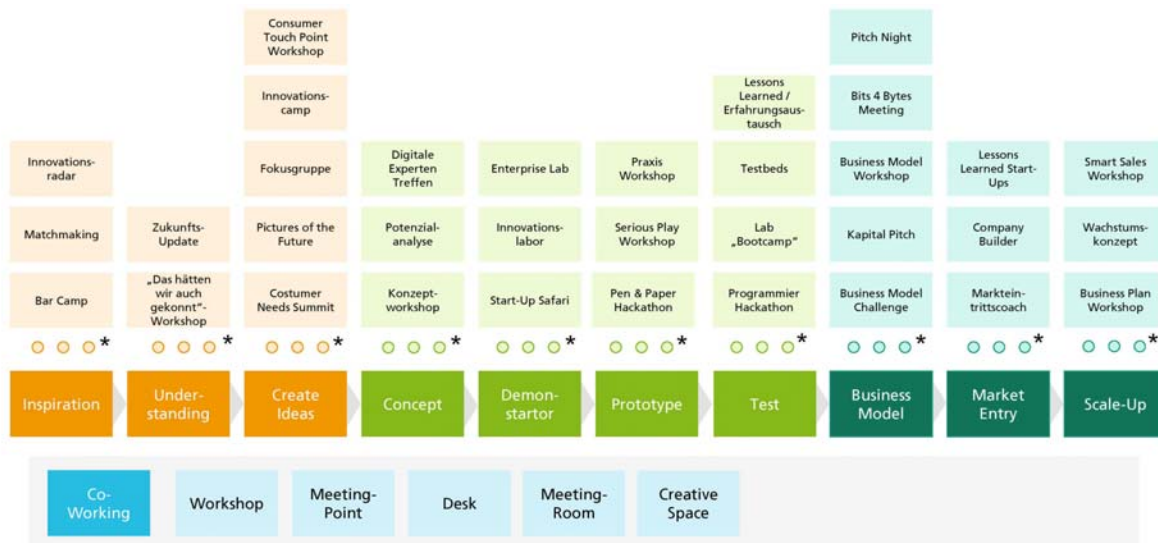 Consumer
Touch Point
Workshop
Pitch Night
Innovations-
camp
Lessons
Learned /
Erfahrungsaus-
tausch
Bits 4 Bytes
Meeting
Innovations-
radar
Fokusgruppe
Digitale
Experten
Treffen
Enterprise Lab
Praxis
Workshop
Testbeds
Business Model
Workshop
Lessons
Learned Start-
Ups
Smart Sales
Workshop
Matchmaking
Zukunfts-
Update
Pictures of the
Future
Potenzial-
analyse
Innovations-
labor
Serious Play
Workshop
Lab
„Bootcamp“
Kapital Pitch
Company
Builder
Wachstums-
konzept
Bar Camp
„Das hätten
wir auch
gekonnt“-
Workshop
Costumer
Needs Summit
Konzept-
workshop
Start-Up Safari
Pen & Paper
Hackathon
Programmier
Hackathon
Business Model
Challenge
Marktein-
trittscoach
Business Plan
Workshop
* * * * * * * * * *
Inspiration
Under-
standing
Create
Ideas
Concept
Demon-
startor
Prototype
Test
Business
Model
Market
Entry
Scale-Up
Co-
Working
Workshop
Meeting-
Point
Desk
Meeting-
Room
Creative
Space